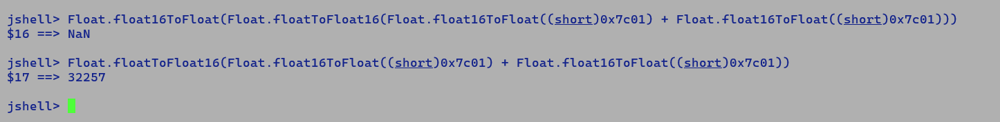 jshell> Float.float16ToFloat(Float.floatToFloat16(Float.float16ToFloat((short)0x7c01) + Float.float16ToFloat((short)0x7c01)))
$16 ==> NaN
jshell> Float.floatToFloat16(Float.float16ToFloat((short)0x7c01) + Float.float16ToFloat((short)0x7c01))
$17 ==> 32257
jshell>